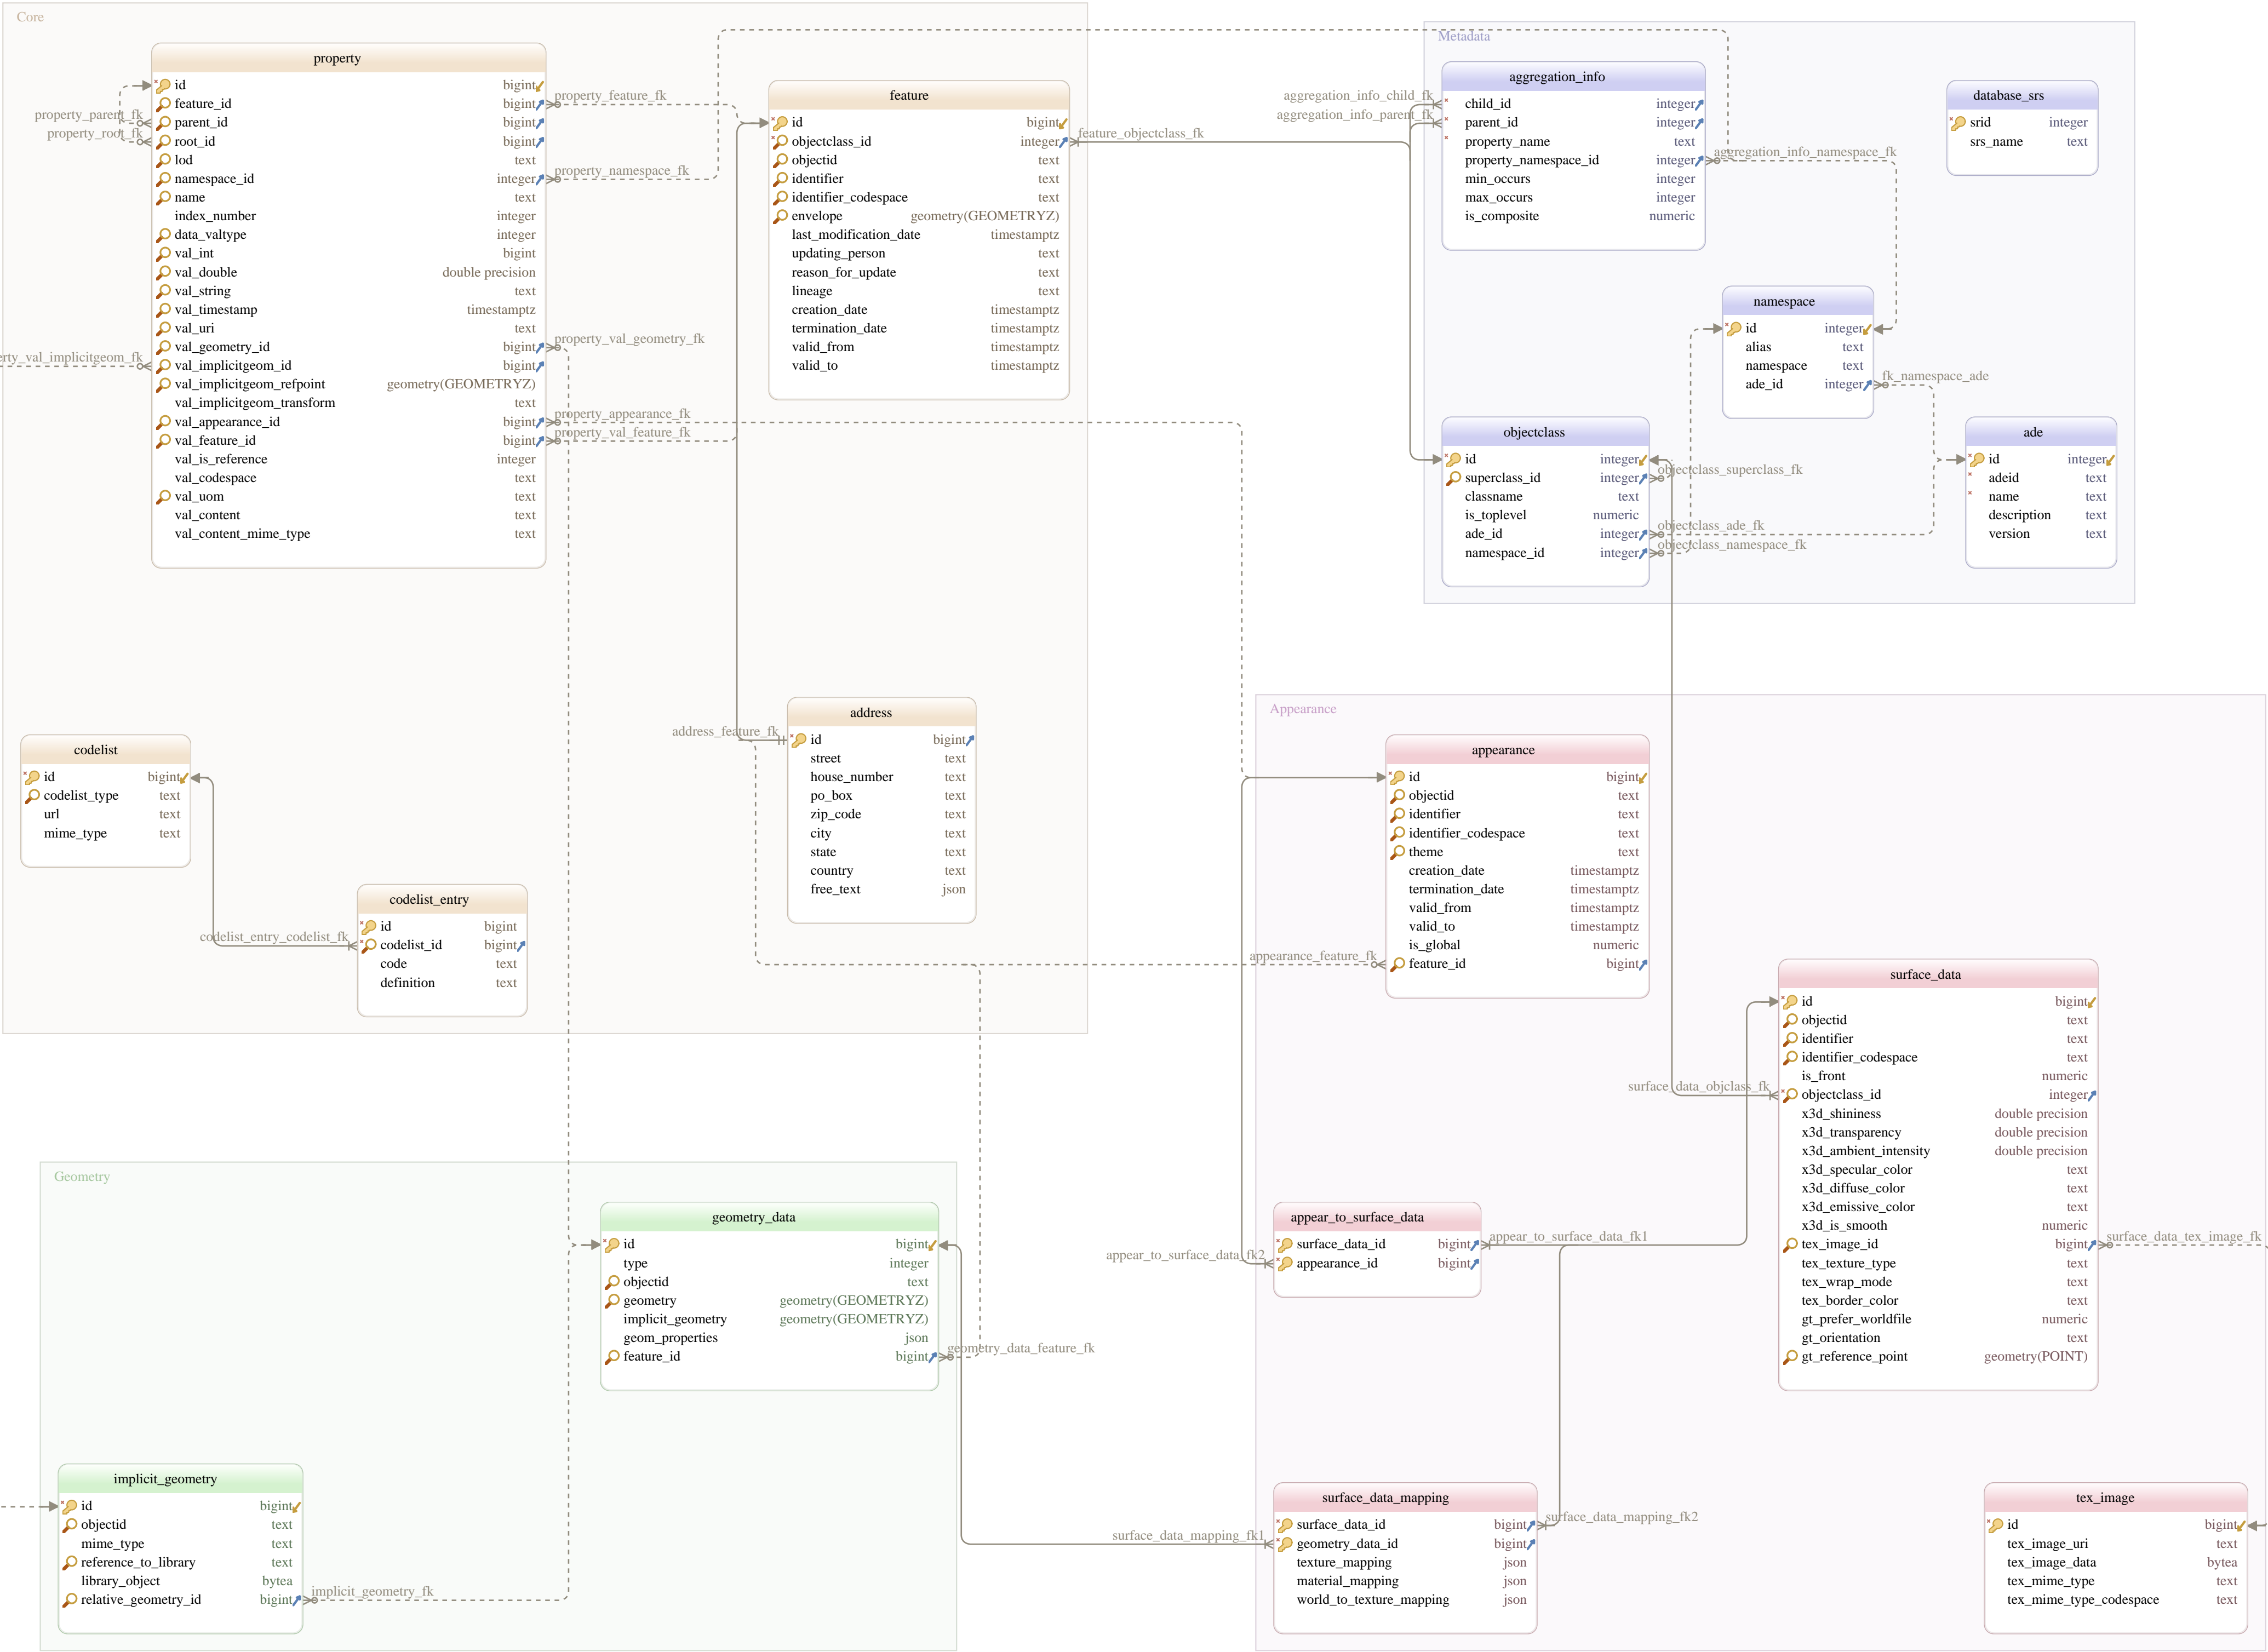 Core
property
id bigint
feature_id bigint
parent_id bigint
root_id bigint
lod text
namespace_id integer
name text
index_number integer
data_valtype integer
val_int bigint
val_double double precision
val_string text
val_timestamp timestamptz
val_uri text
val_geometry_id bigint
val_implicitgeom_id bigint
val_implicitgeom_refpoint geometry(GEOMETRYZ)
val_implicitgeom_transform text
val_appearance_id bigint
val_feature_id bigint
val_is_reference integer
val_codespace text
val_uom text
val_content text
val_content_mime_type text
property_parent_fk
property_root_fk
erty_val_implicitgeom_fk
property_feature_fk
property_namespace_fk
property_val_geometry_fk
property_appearance_fk
property_val_feature_fk
feature
id bigint
objectclass_id integer
objectid text
identifier text
identifier_codespace text
envelope geometry(GEOMETRYZ)
last_modification_date timestamptz
updating_person text
reason_for_update text
lineage text
creation_date timestamptz
termination_date timestamptz
valid_from timestamptz
valid_to timestamptz
feature_objectclass_fk
address_feature_fk
address
id bigint
street text
house_number text
po_box text
zip_code text
city text
state text
country text
free_text json
codelist
id bigint
codelist_type text
url text
mime_type text
codelist_entry_codelist_fk
codelist_entry
id bigint
codelist_id bigint
code text
definition text
Metadata
aggregation_info
child_id integer
parent_id integer
property_name text
property_namespace_id integer
min_occurs integer
max_occurs integer
is_composite numeric
aggregation_info_child_fk
aggregation_info_parent_fk
aggregation_info_namespace_fk
database_srs
srid integer
srs_name text
namespace
id integer
alias text
namespace text
ade_id integer
fk_namespace_ade
objectclass
id integer
superclass_id integer
classname text
is_toplevel numeric
ade_id integer
namespace_id integer
objectclass_superclass_fk
objectclass_ade_fk
objectclass_namespace_fk
ade
id integer
adeid text
name text
description text
version text
Appearance
appearance
id bigint
objectid text
identifier text
identifier_codespace text
theme text
creation_date timestamptz
termination_date timestamptz
valid_from timestamptz
valid_to timestamptz
is_global numeric
feature_id bigint
appearance_feature_fk
surface_data
id bigint
objectid text
identifier text
identifier_codespace text
is_front numeric
objectclass_id integer
x3d_shininess double precision
x3d_transparency double precision
x3d_ambient_intensity double precision
x3d_specular_color text
x3d_diffuse_color text
x3d_emissive_color text
x3d_is_smooth numeric
tex_image_id bigint
tex_texture_type text
tex_wrap_mode text
tex_border_color text
gt_prefer_worldfile numeric
gt_orientation text
gt_reference_point geometry(POINT)
surface_data_objclass_fk
surface_data_tex_image_fk
appear_to_surface_data
surface_data_id bigint
appearance_id bigint
appear_to_surface_data_fk1
appear_to_surface_data_fk2
surface_data_mapping
surface_data_id bigint
geometry_data_id bigint
texture_mapping json
material_mapping json
world_to_texture_mapping json
surface_data_mapping_fk2
surface_data_mapping_fk1
tex_image
id bigint
tex_image_uri text
tex_image_data bytea
tex_mime_type text
tex_mime_type_codespace text
Geometry
geometry_data
id bigint
type integer
objectid text
geometry geometry(GEOMETRYZ)
implicit_geometry geometry(GEOMETRYZ)
geom_properties json
feature_id bigint
geometry_data_feature_fk
implicit_geometry
id bigint
objectid text
mime_type text
reference_to_library text
library_object bytea
relative_geometry_id bigint
implicit_geometry_fk